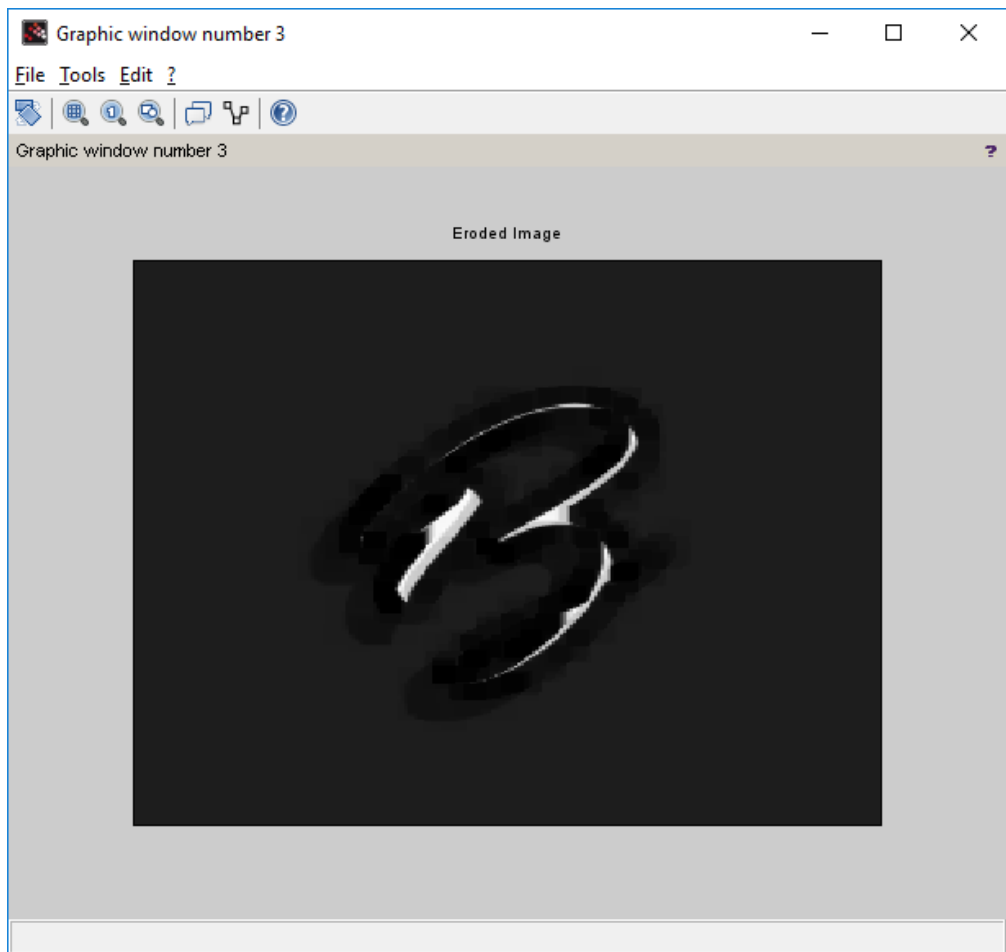 Graphic window number 3
File Tools Edit ?
Graphic window number 3 ?
Eroded Image
B